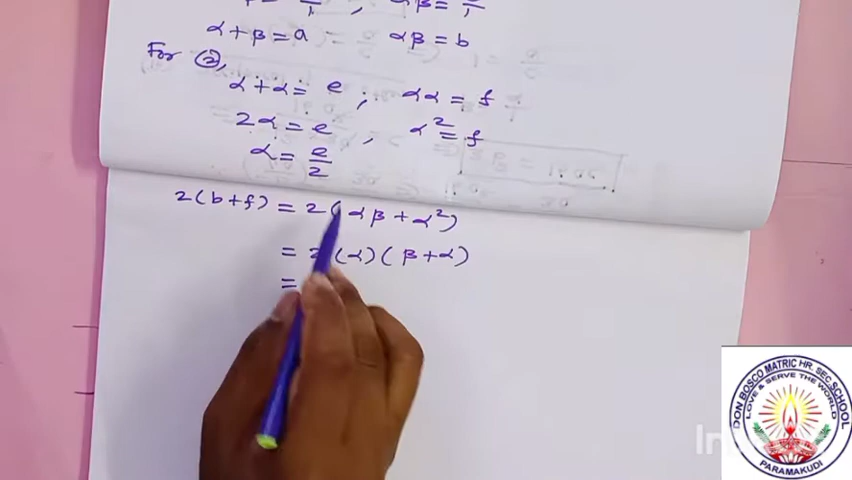 α + β = a αβ = b
For ②,
α + α = e ; αα = f
2α = e , α² = f
α = e/2
2(b+f) = 2(αβ + α²)
= 2(α)(β+α)
=
DON BOSCO MATRIC HR. SEC SCHOOL
LOVE & SERVE THE WORLD
PARAMAKUDI